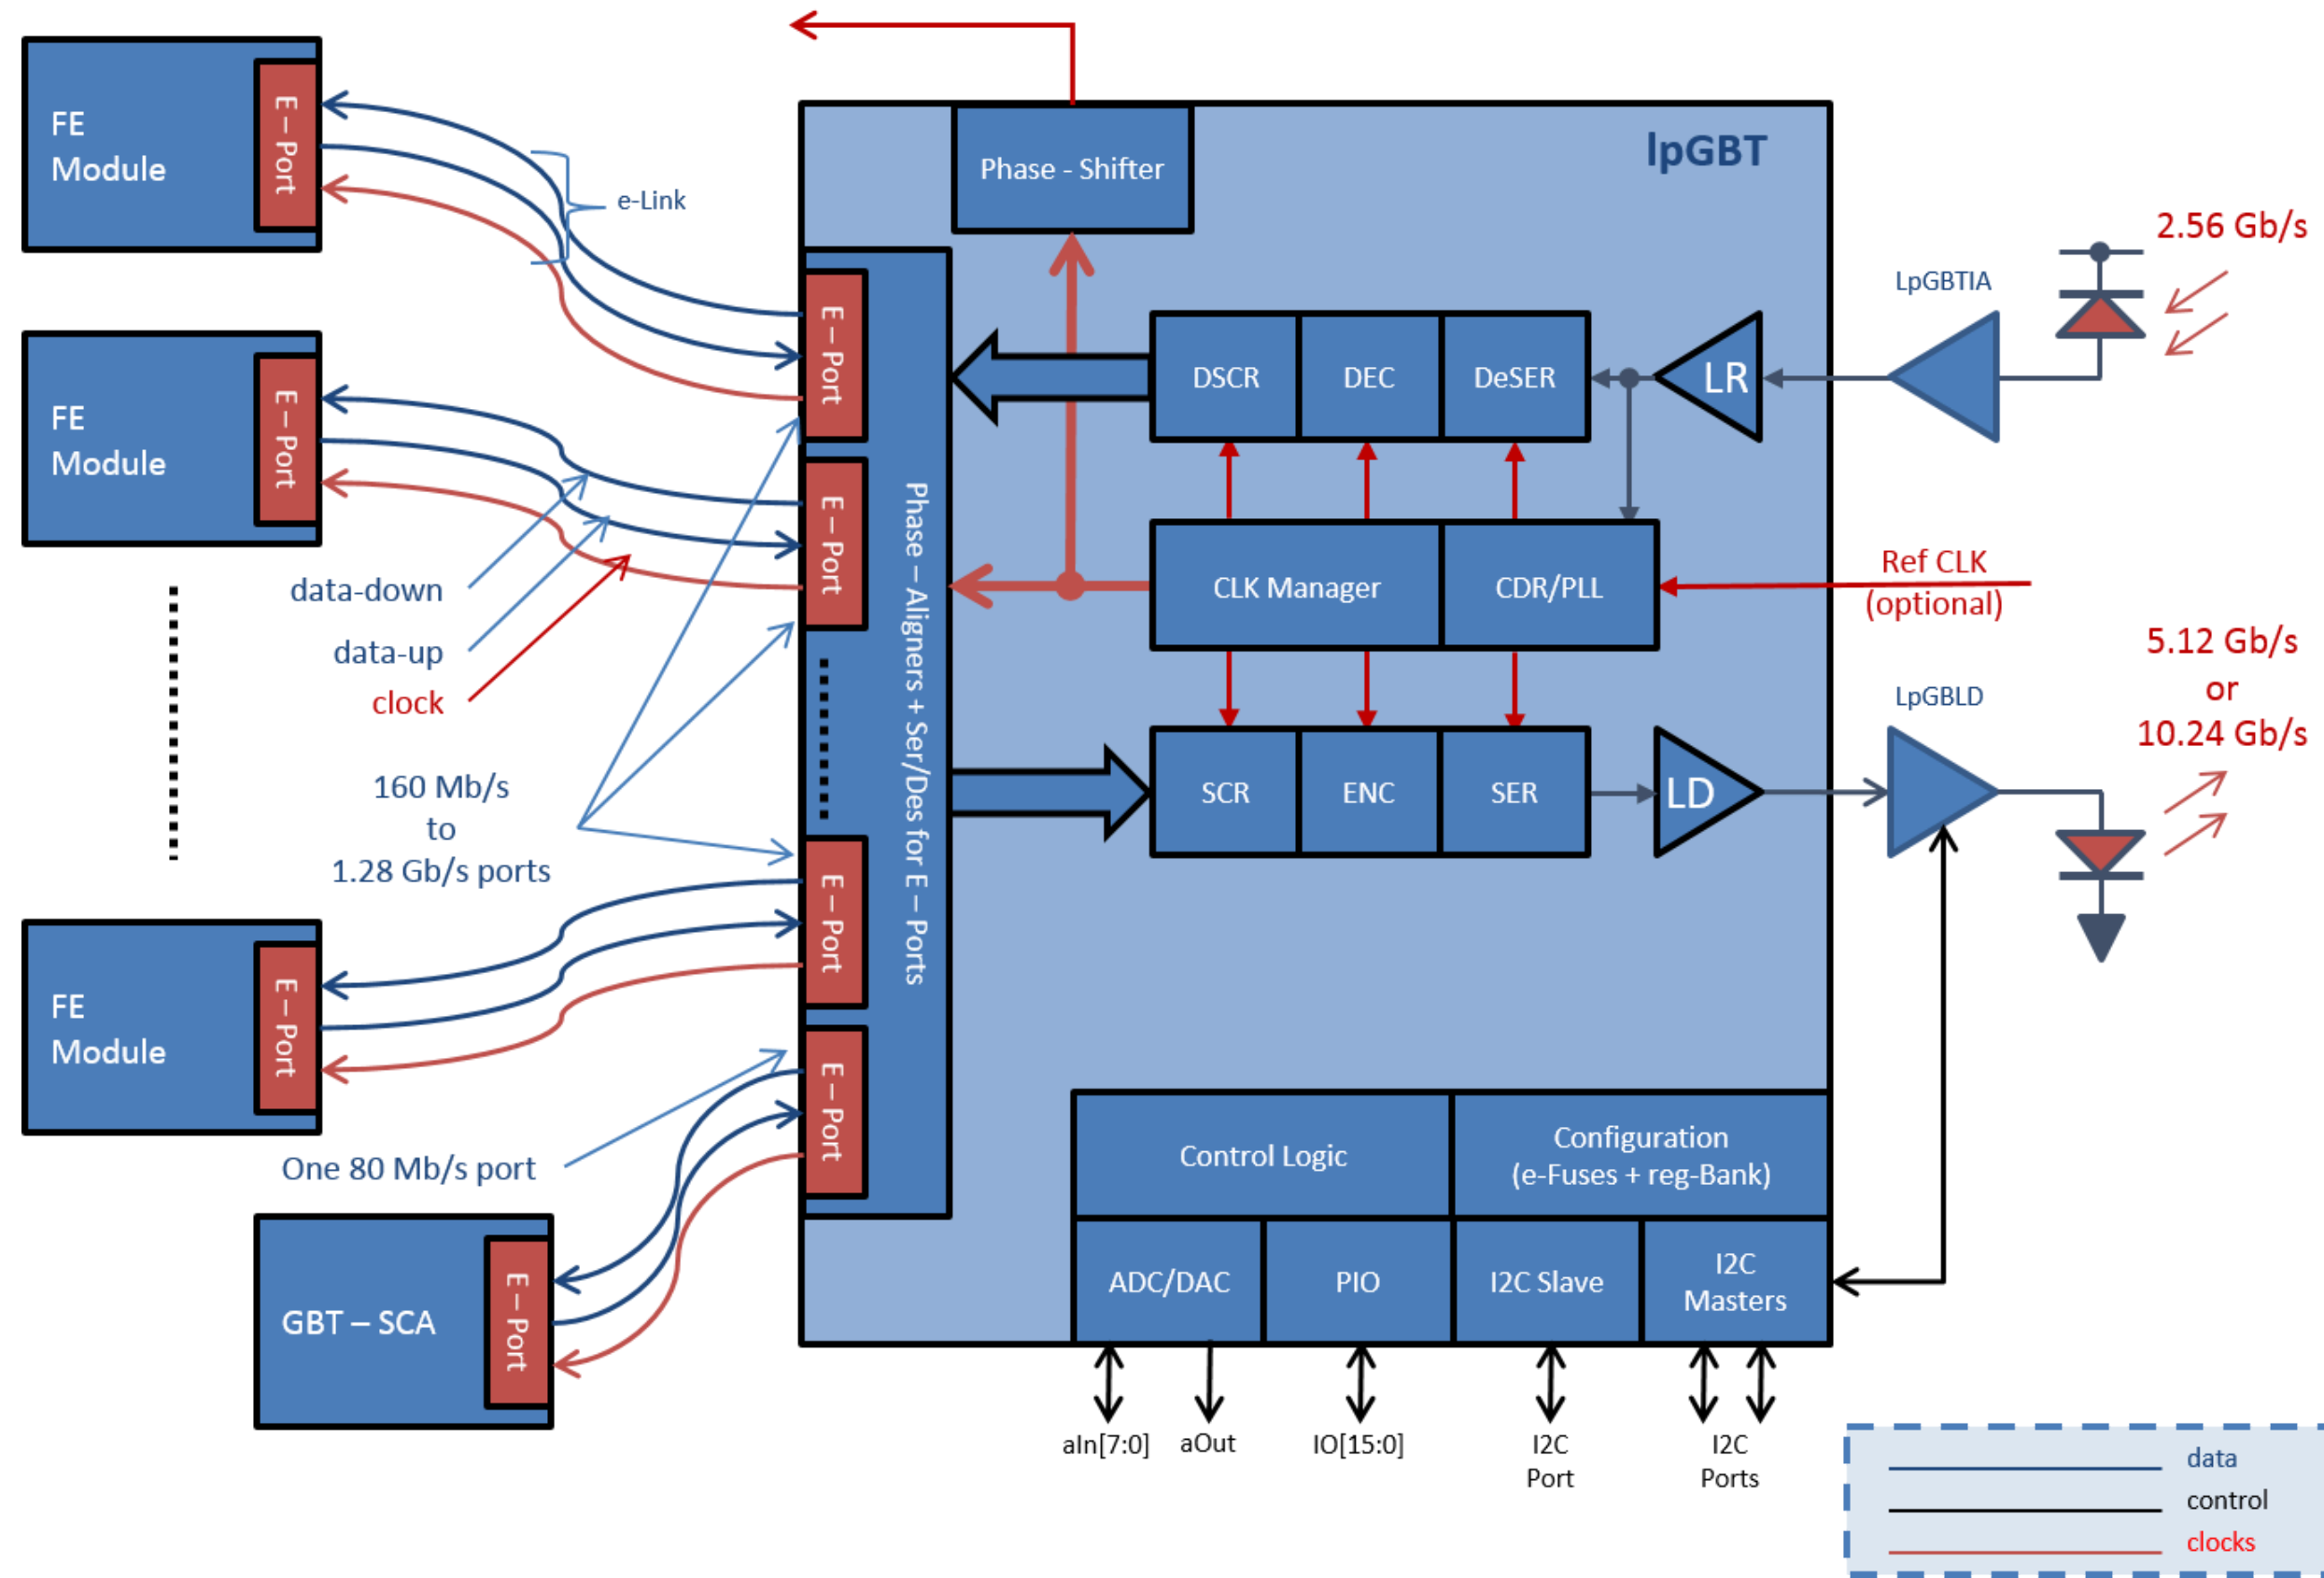 FE
Module
E – Port
e-Link
FE
Module
E – Port
data-down
data-up
clock
160 Mb/s
to
1.28 Gb/s ports
FE
Module
E – Port
One 80 Mb/s port
GBT – SCA
E – Port
lpGBT
Phase - Shifter
E – Port
E – Port
E – Port
E – Port
Phase – Aligners + Ser/Des for E – Ports
DSCR
DEC
DeSER
LR
LpGBTIA
2.56 Gb/s
CLK Manager
CDR/PLL
Ref CLK
(optional)
SCR
ENC
SER
LD
LpGBLD
5.12 Gb/s
or
10.24 Gb/s
Control Logic
Configuration
(e-Fuses + reg-Bank)
ADC/DAC
PIO
I2C Slave
I2C
Masters
aIn[7:0]
aOut
IO[15:0]
I2C
Port
I2C
Ports
data
control
clocks